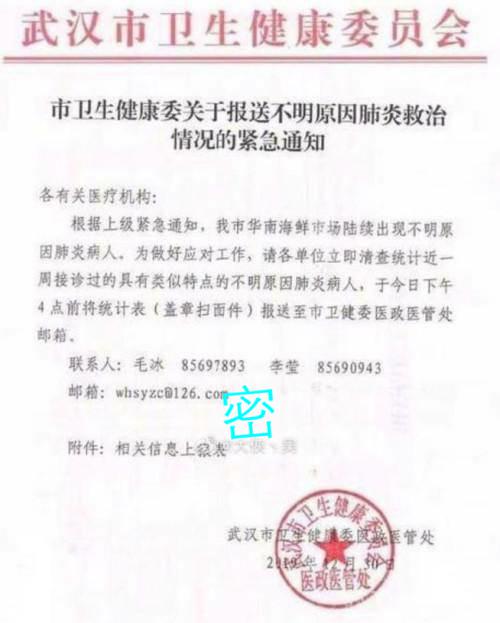 武汉市卫生健康委员会
市卫生健康委关于报送不明原因肺炎救治
情况的紧急通知
各有关医疗机构:
根据上级紧急通知，我市华南海鲜市场陆续出现不明原
因肺炎病人。为做好应对工作，请各单位立即清查统计近一
周接诊过的具有类似特点的不明原因肺炎病人，于今日下午
4点前将统计表（盖章扫面件）报送至市卫健委医政医管处
邮箱。
联系人: 毛冰 85697893 李莹 85690943
邮箱: whsyzc@126.com
密
附件: 相关信息上报表
武汉市卫生健康委医政医管处
2019年12月30日
武汉市卫生健康委员会
医政医管处